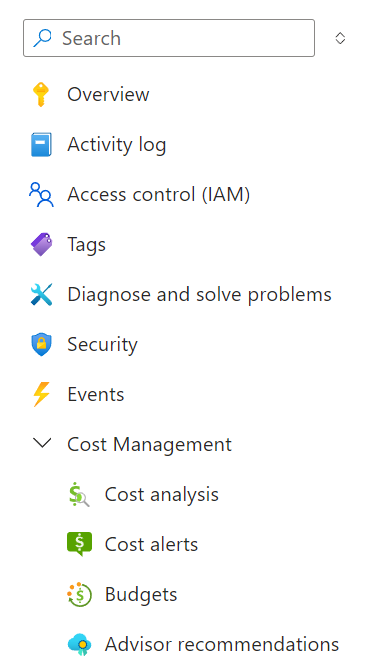 Search
Overview
Activity log
Access control (IAM)
Tags
Diagnose and solve problems
Security
Events
Cost Management
Cost analysis
Cost alerts
Budgets
Advisor recommendations